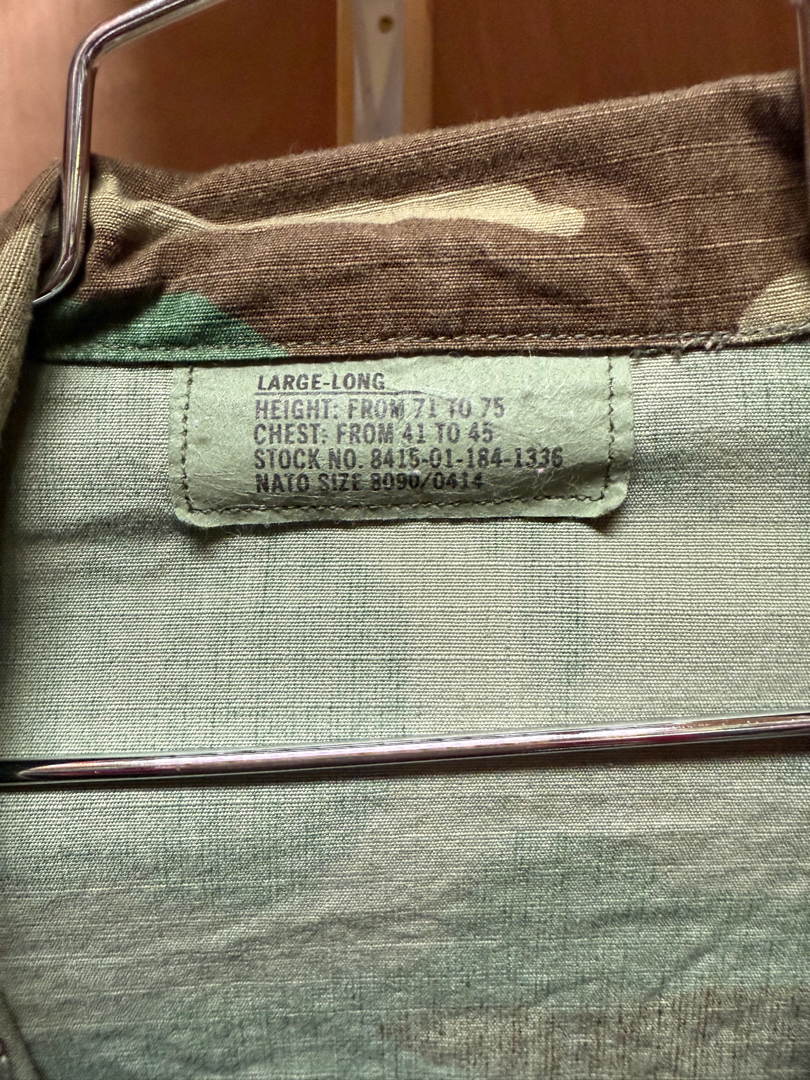 LARGE-LONG
HEIGHT: FROM 71 TO 75
CHEST: FROM 41 TO 45
STOCK NO. 8415-01-184-1336
NATO SIZE 8090/0414